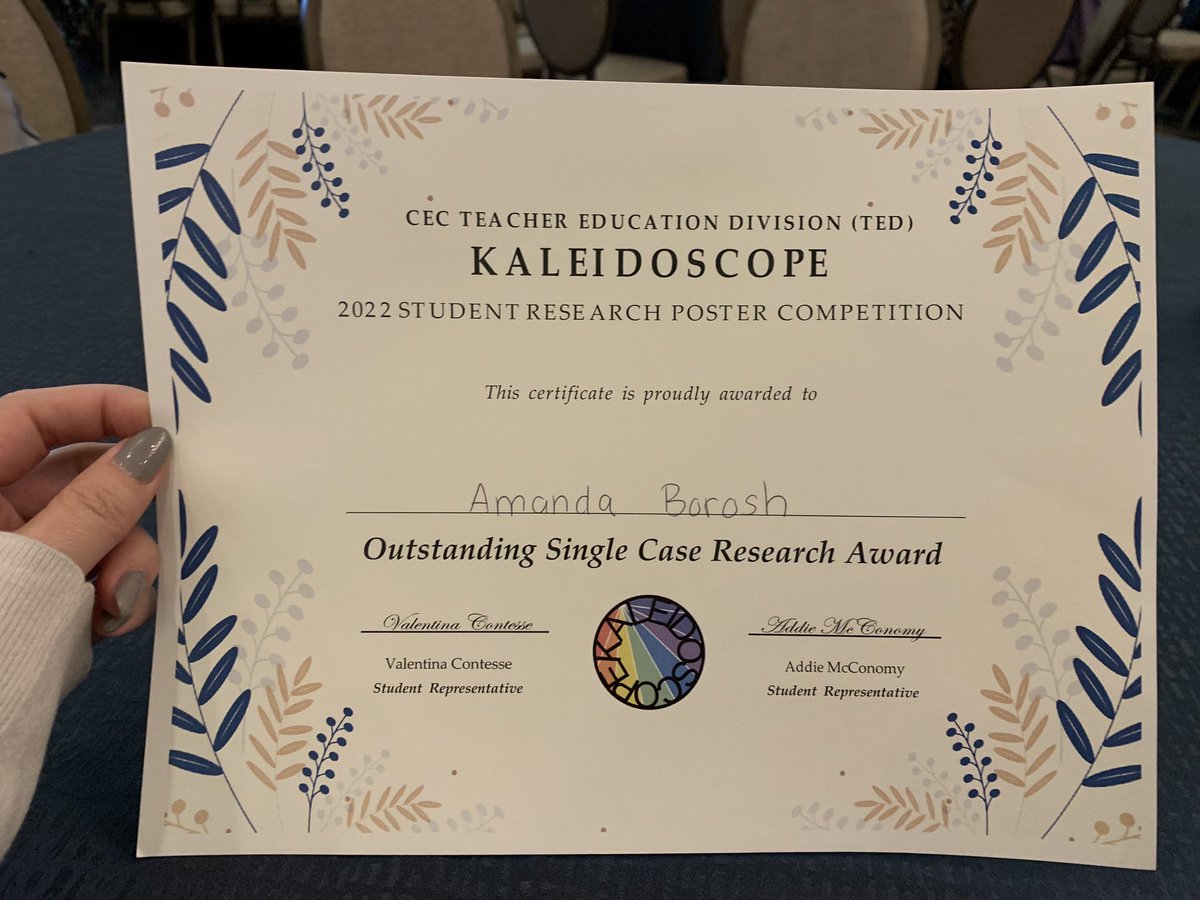 CEC TEACHER EDUCATION DIVISION (TED)
KALEIDOSCOPE
2022 STUDENT RESEARCH POSTER COMPETITION
This certificate is proudly awarded to
Amanda Borosh
Outstanding Single Case Research Award
Valentina Contesse
Valentina Contesse
Student Representative
KALEIDOSCOPE
Addie McConomy
Addie McConomy
Student Representative